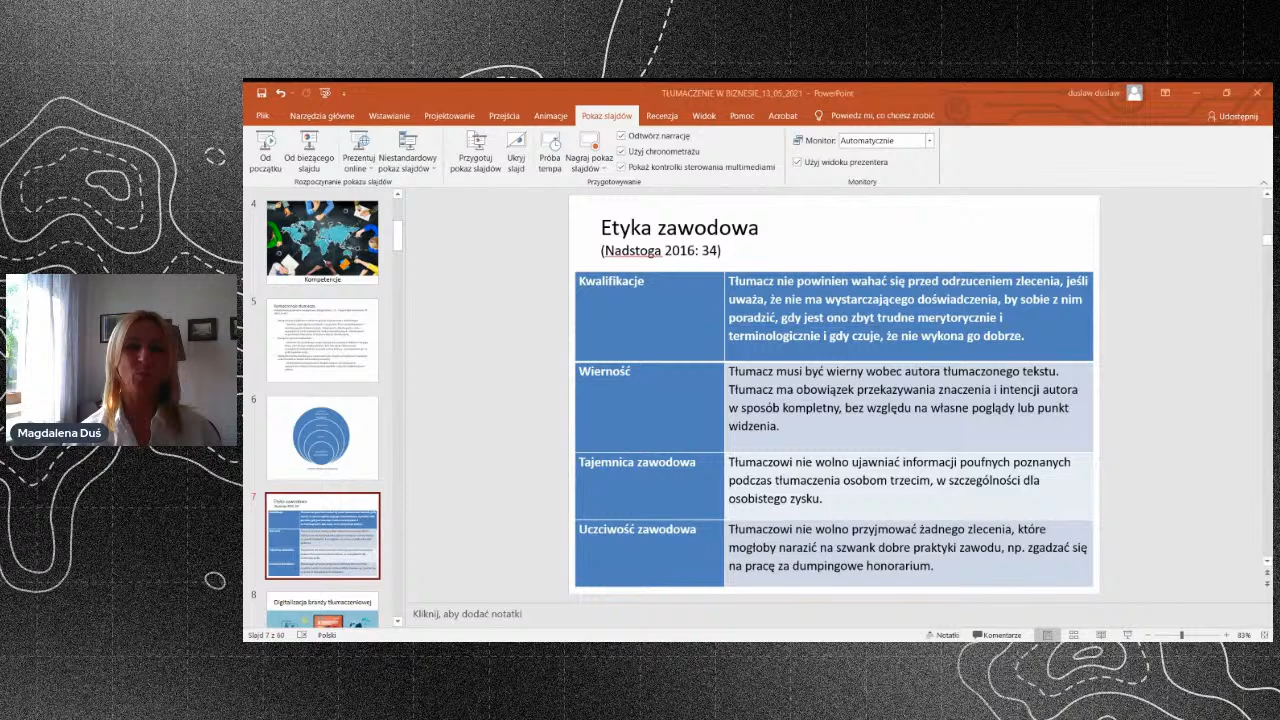 TŁUMACZENIE W BIZNESIE_13_05_2021 – PowerPoint
duslaw duslaw
Plik Narzędzia główne Wstawianie Projektowanie Przejścia Animacje Pokaz slajdów Recenzja Widok Pomoc Acrobat Powiedz mi, co chcesz zrobić Udostępnij
Od początku
Od bieżącego slajdu
Prezentuj online
Niestandardowy pokaz slajdów
Przygotuj pokaz slajdów
Ukryj slajd
Próba tempa
Nagraj pokaz slajdów
Odtwórz narrację
Użyj chronometrażu
Pokaż kontrolki sterowania multimediami
Monitor: Automatycznie
Użyj widoku prezentera
Rozpoczynanie pokazu slajdów
Przygotowywanie
Monitory
4
Kompetencje
5
6
7
8
Digitalizacja branży tłumaczeniowej
Magdalena Duś
Etyka zawodowa
(Nadstoga 2016: 34)
Kwalifikacje
Tłumacz nie powinien wahać się przed odrzuceniem zlecenia, jeśli
uważa, że nie ma wystarczającego doświadczenia, by sobie z nim
poradzić, gdy jest ono zbyt trudne merytorycznie i
i gdy czuje, że nie wykona go dobrze.
Wierność
Tłumacz musi być wierny wobec autora tłumaczonego tekstu.
Tłumacz ma obowiązek przekazywania znaczenia i intencji autora
w sposób kompletny, bez względu na własne poglądy lub punkt
widzenia.
Tajemnica zawodowa
Tłumaczowi nie wolno ujawniać informacji poufnych poznanych
podczas tłumaczenia osobom trzecim, w szczególności dla
osobistego zysku.
Uczciwość zawodowa
Tłumaczowi nie wolno przyjmować żadnego zlecenia, które
mogłoby narazić na szwank dobre praktyki zawodu, np. zgadzać się
na pracę za dumpingowe honorarium.
Kliknij, aby dodać notatki
Slajd 7 z 60 Polski Notatki Komentarze 83%